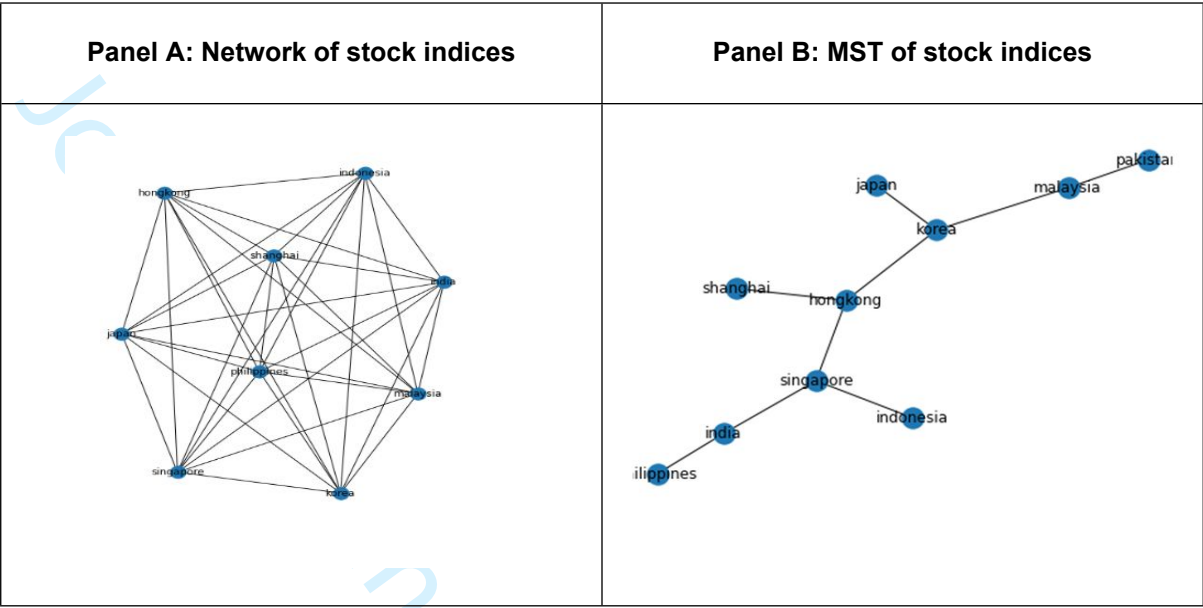 Panel A: Network of stock indices
Panel B: MST of stock indices
indonesia
hongkong
shanghai
india
japan
philippines
malaysia
singapore
korea
pakistai
japan
malaysia
korea
shanghai
hongkong
singapore
indonesia
india
ilippines